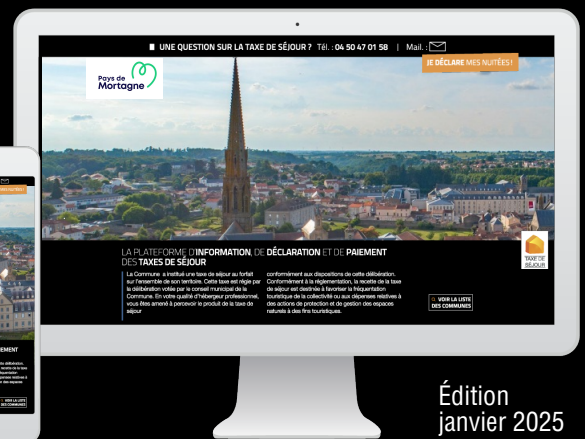 UNE QUESTION SUR LA TAXE DE SÉJOUR ? Tél. : 04 50 47 01 58 | Mail. :
JE DÉCLARE MES NUITÉES !
Pays de
Mortagne
LA PLATEFORME D'INFORMATION, DE DÉCLARATION ET DE PAIEMENT
DES TAXES DE SÉJOUR
La Commune a institué une taxe de séjour au forfait
sur l'ensemble de son territoire. Cette taxe est régie par
la délibération votée par le conseil municipal de la
Commune. En votre qualité d'hébergeur professionnel,
vous êtes amené à percevoir le produit de la taxe de
séjour
conformément aux dispositions de cette délibération.
Conformément à la réglementation, la recette de la taxe
de séjour est destinée à favoriser la fréquentation
touristique de la collectivité ou aux dépenses relatives à
des actions de protection et de gestion des espaces
naturels à des fins touristiques.
TAXE DE
SÉJOUR
VOIR LA LISTE
DES COMMUNES
EMENT
VOIR LA LISTE
DES COMMUNES
Édition
janvier 2025